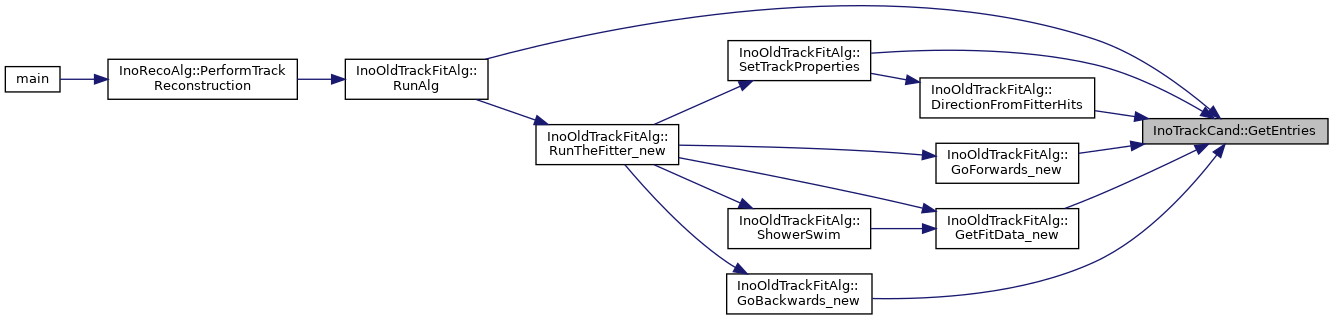 main
InoRecoAlg::PerformTrack
Reconstruction
InoOldTrackFitAlg::
RunAlg
InoOldTrackFitAlg::
RunTheFitter_new
InoOldTrackFitAlg::
SetTrackProperties
InoOldTrackFitAlg::
DirectionFromFitterHits
InoOldTrackFitAlg::
GoForwards_new
InoOldTrackFitAlg::
ShowerSwim
InoOldTrackFitAlg::
GetFitData_new
InoOldTrackFitAlg::
GoBackwards_new
InoTrackCand::GetEntries